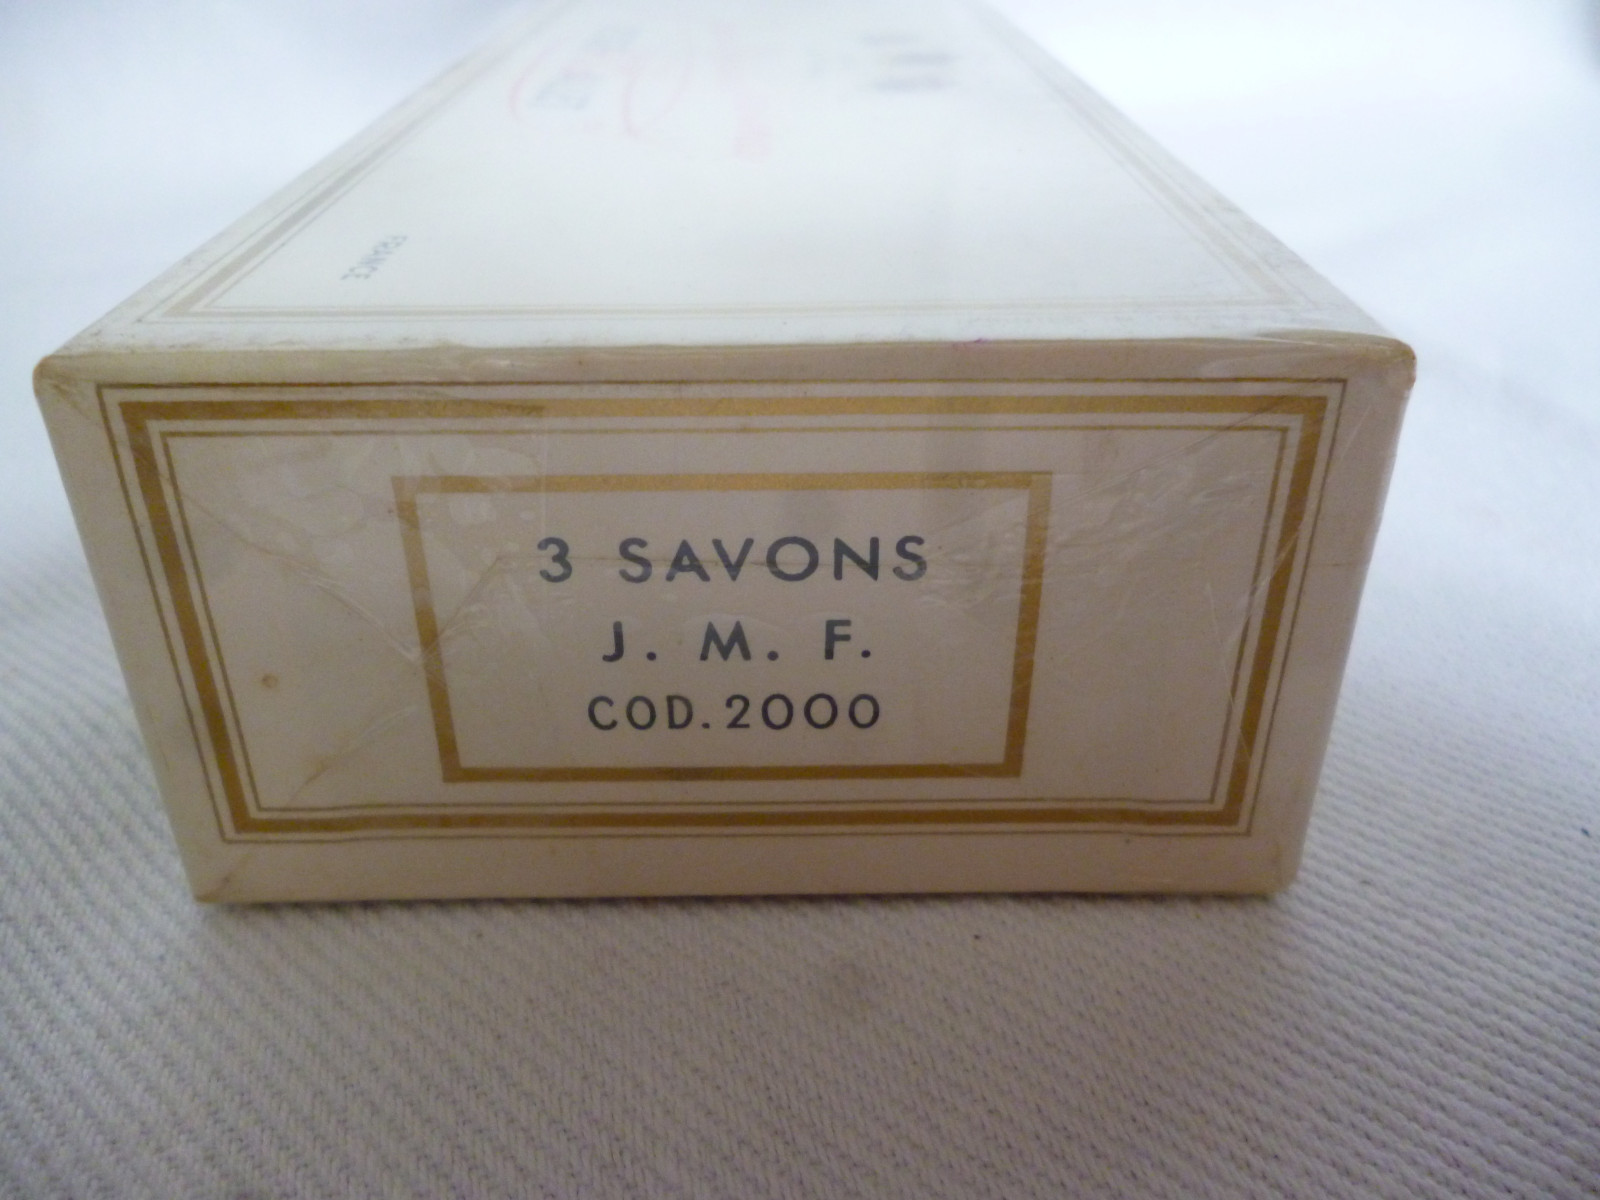 FRANCE
3 SAVONS
J. M. F.
COD. 2000